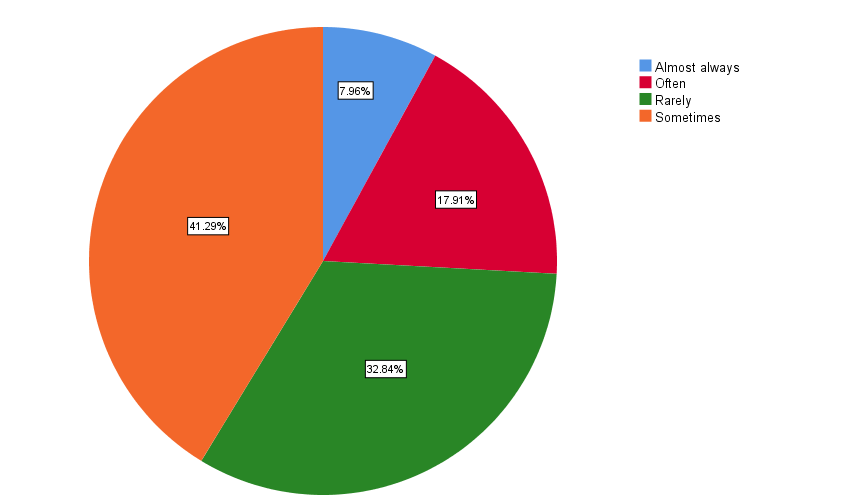 Almost always
Often
Rarely
Sometimes
7.96%
17.91%
41.29%
32.84%